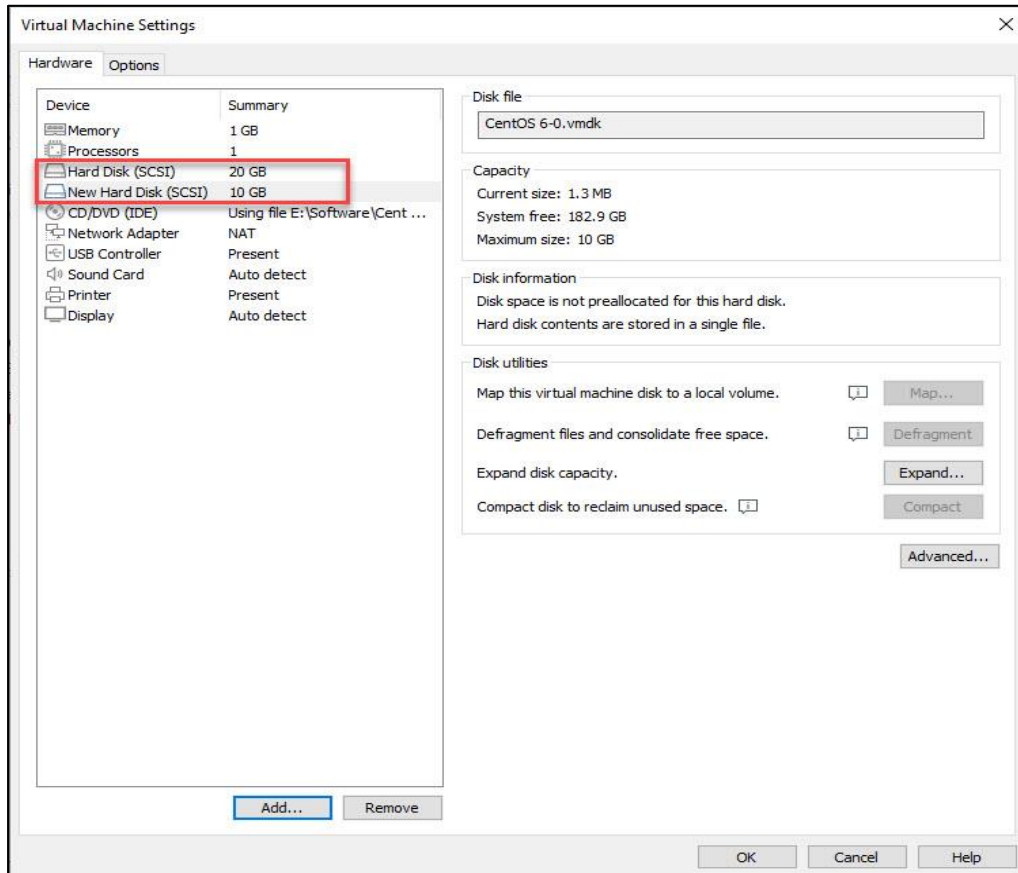 Virtual Machine Settings
Hardware Options
Device Summary
Memory 1 GB
Processors 1
Hard Disk (SCSI) 20 GB
New Hard Disk (SCSI) 10 GB
CD/DVD (IDE) Using file E:\Software\Cent ...
Network Adapter NAT
USB Controller Present
Sound Card Auto detect
Printer Present
Display Auto detect
Add... Remove
Disk file
CentOS 6-0.vmdk
Capacity
Current size: 1.3 MB
System free: 182.9 GB
Maximum size: 10 GB
Disk information
Disk space is not preallocated for this hard disk.
Hard disk contents are stored in a single file.
Disk utilities
Map this virtual machine disk to a local volume. Map...
Defragment files and consolidate free space. Defragment
Expand disk capacity. Expand...
Compact disk to reclaim unused space. Compact
Advanced...
OK Cancel Help